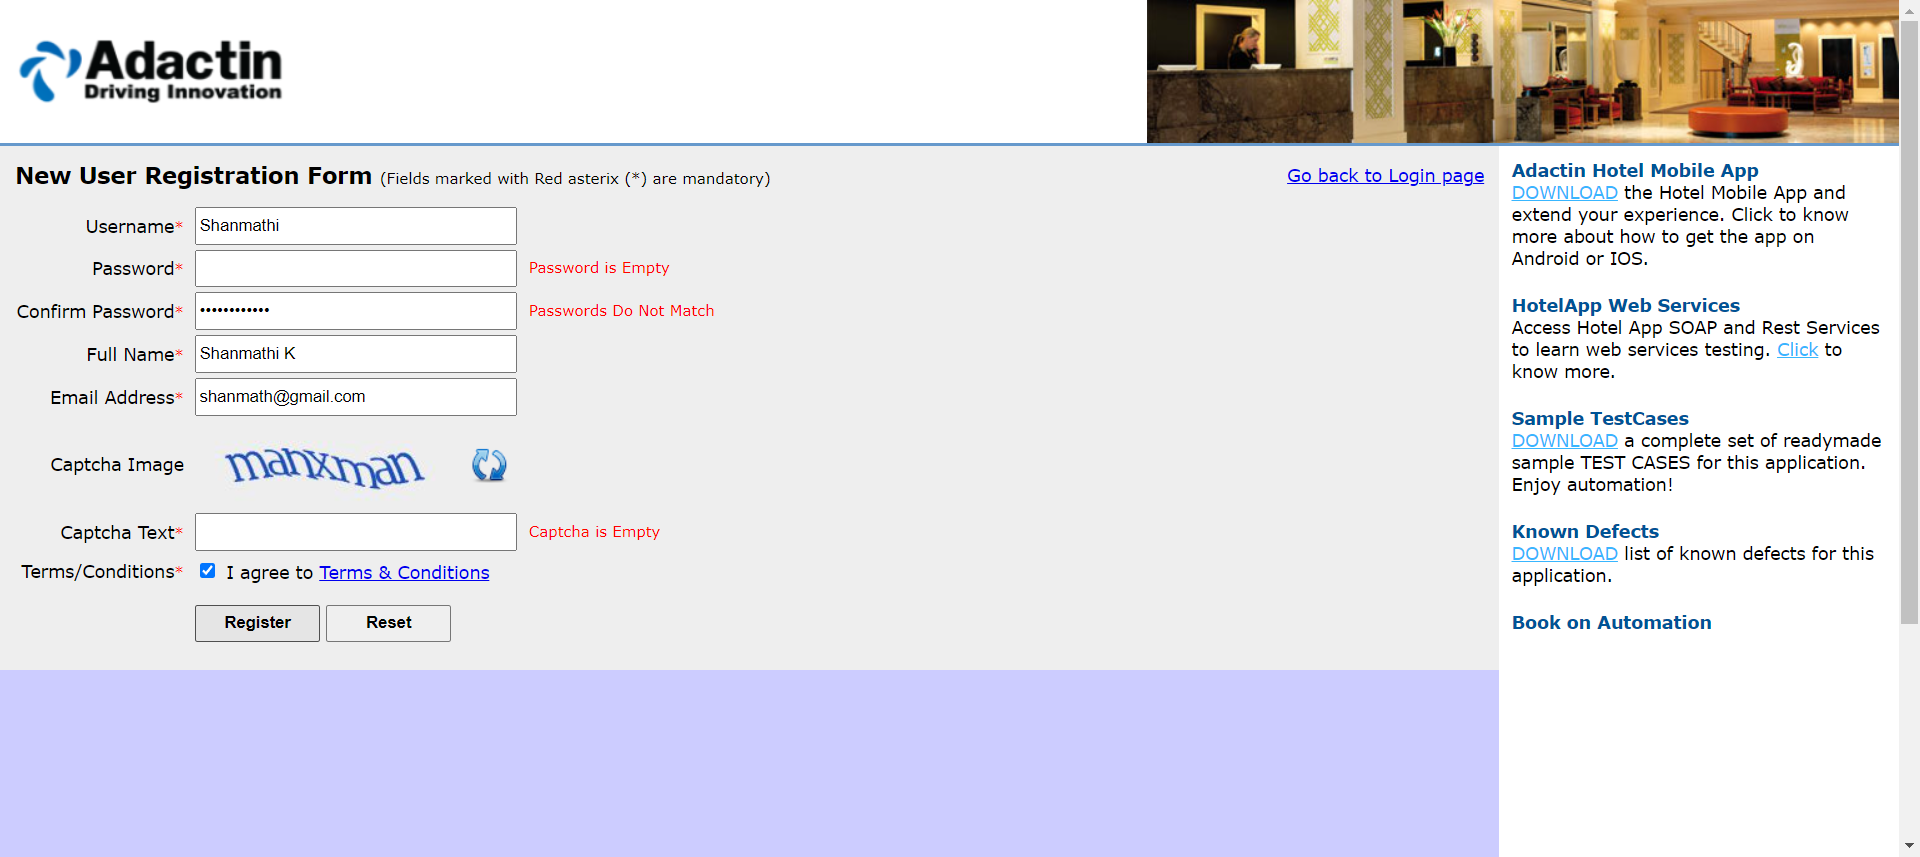 Adactin
Driving Innovation
New User Registration Form (Fields marked with Red asterix (*) are mandatory)
Go back to Login page
Username* Shanmathi
Password* Password is Empty
Confirm Password* •••••••••••• Passwords Do Not Match
Full Name* Shanmathi K
Email Address* shanmath@gmail.com
Captcha Image manxman
Captcha Text* Captcha is Empty
Terms/Conditions* I agree to Terms & Conditions
Register Reset
Adactin Hotel Mobile App
DOWNLOAD the Hotel Mobile App and
extend your experience. Click to know
more about how to get the app on
Android or IOS.
HotelApp Web Services
Access Hotel App SOAP and Rest Services
to learn web services testing. Click to
know more.
Sample TestCases
DOWNLOAD a complete set of readymade
sample TEST CASES for this application.
Enjoy automation!
Known Defects
DOWNLOAD list of known defects for this
application.
Book on Automation